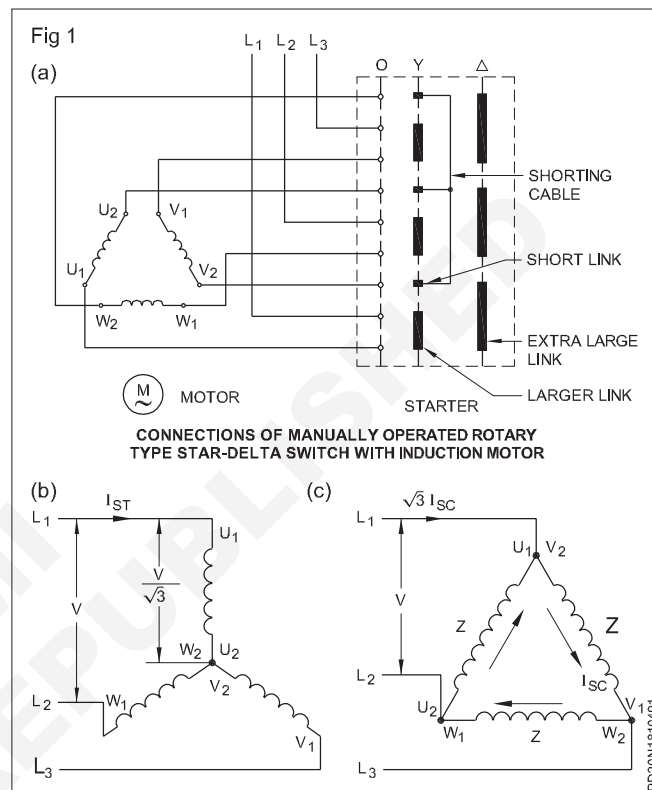 Fig 1
(a)
L1 L2 L3
O Y △
U2 V1
U1 V2
W2 W1
SHORTING
CABLE
SHORT LINK
EXTRA LARGE
LINK
LARGER LINK
M
~
MOTOR
STARTER
CONNECTIONS OF MANUALLY OPERATED ROTARY
TYPE STAR-DELTA SWITCH WITH INDUCTION MOTOR
(b)
IST
L1
U1
V
V
√3
W2 U2
V2
L2
W1
V1
L3
(c)
√3 ISC
L1
U1 V2
V
Z Z
ISC
L2
U2
W1
Z
V1
W2
L3
REPUBLISHED